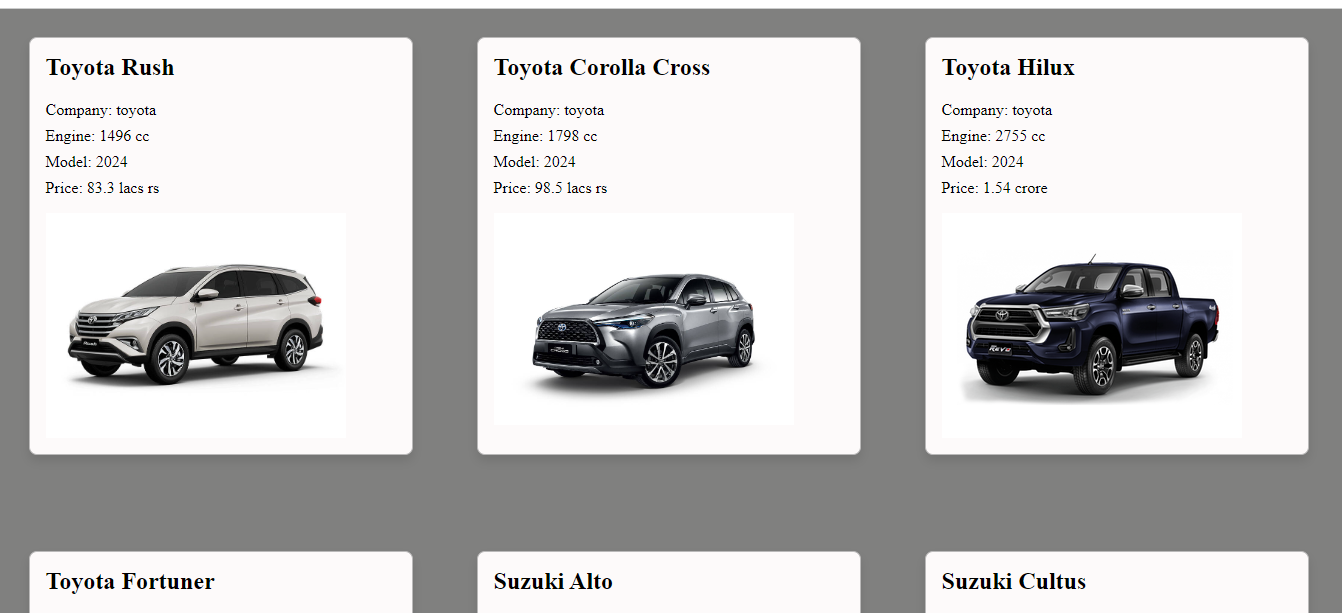 Toyota Rush
Company: toyota
Engine: 1496 cc
Model: 2024
Price: 83.3 lacs rs
Toyota Corolla Cross
Company: toyota
Engine: 1798 cc
Model: 2024
Price: 98.5 lacs rs
Toyota Hilux
Company: toyota
Engine: 2755 cc
Model: 2024
Price: 1.54 crore
REVO
Toyota Fortuner
Suzuki Alto
Suzuki Cultus